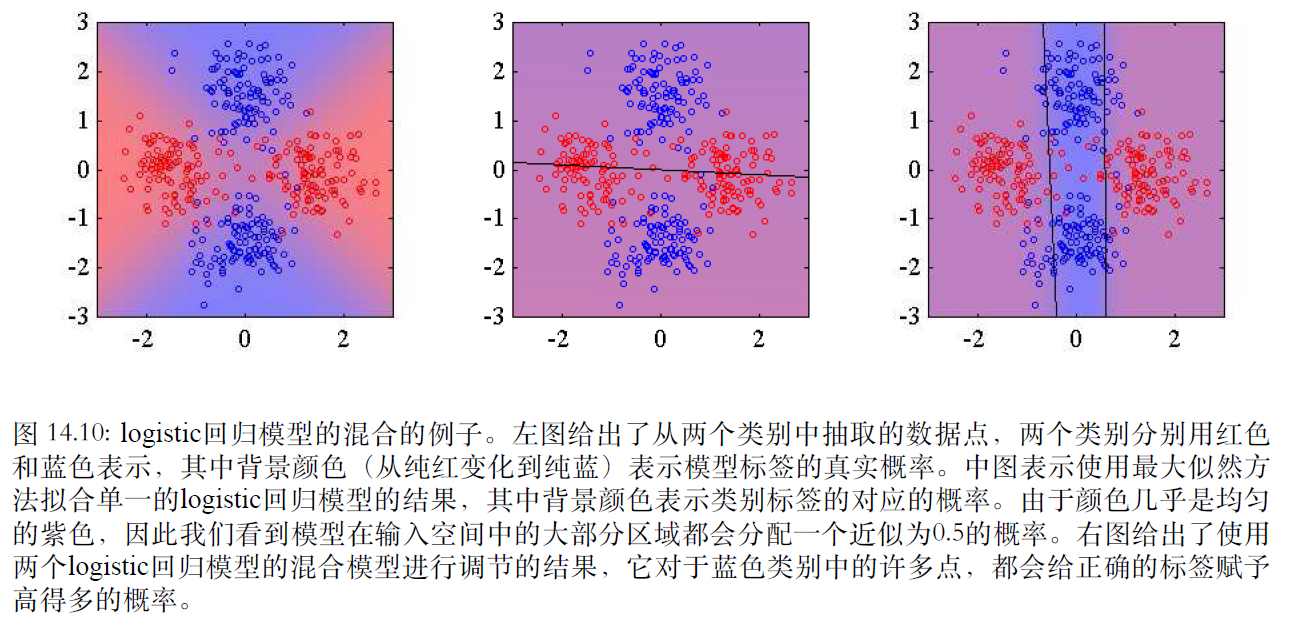 3 2 1 0 -1 -2 -3 -2 0 2
3 2 1 0 -1 -2 -3 -2 0 2
3 2 1 0 -1 -2 -3 -2 0 2
图 14.10: logistic回归模型的混合的例子。左图给出了从两个类别中抽取的数据点，两个类别分别用红色
和蓝色表示，其中背景颜色（从纯红变化到纯蓝）表示模型标签的真实概率。中图表示使用最大似然方
法拟合单一的logistic回归模型的结果，其中背景颜色表示类别标签的对应的概率。由于颜色几乎是均匀
的紫色，因此我们看到模型在输入空间中的大部分区域都会分配一个近似为0.5的概率。右图给出了使用
两个logistic回归模型的混合模型进行调节的结果，它对于蓝色类别中的许多点，都会给正确的标签赋予
高得多的概率。